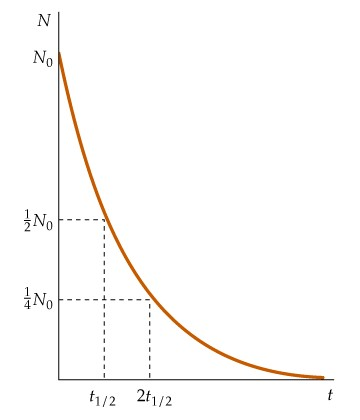 N
N₀
½N₀
¼N₀
t₁/₂ 2t₁/₂ t